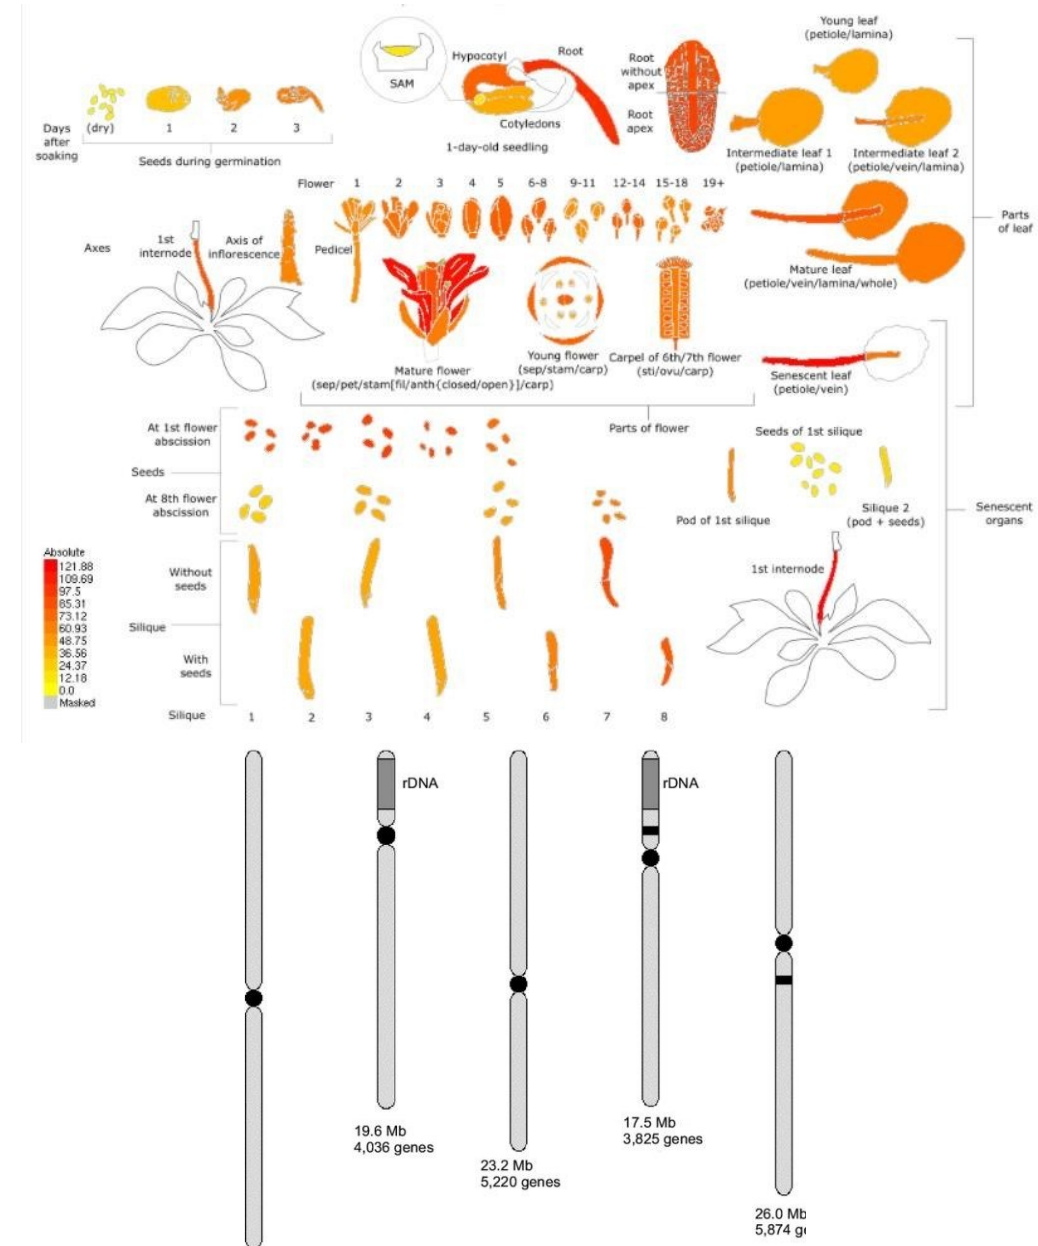 Young leaf
(petiole/lamina)
Hypocotyl
Root
SAM
Cotyledons
1-day-old seedling
Root
without
apex
Root
apex
Intermediate leaf 1
(petiole/lamina)
Intermediate leaf 2
(petiole/vein/lamina)
Days
after
soaking
(dry) 1 2 3
Seeds during germination
Flower 1 2 3 4 5 6-8 9-11 12-14 15-18 19+
Axes
1st
internode
Axis of
inflorescence
Pedicel
Parts
of leaf
Mature leaf
(petiole/vein/lamina/whole)
Mature flower
(sep/pet/stam[fil/anth{closed/open}]/carp)
Young flower
(sep/stam/carp)
Carpel of 6th/7th flower
(sti/ovu/carp)
Senescent leaf
(petiole/vein)
Parts of flower
At 1st flower
abscission
Seeds
At 8th flower
abscission
Seeds of 1st silique
Pod of 1st silique
Silique 2
(pod + seeds)
Senescent
organs
1st internode
Absolute
121.88
109.69
97.5
85.31
73.12
60.93
48.75
36.56
24.37
12.18
0.0
Masked
Without
seeds
Silique
With
seeds
Silique 1 2 3 4 5 6 7 8
rDNA
rDNA
19.6 Mb
4,036 genes
23.2 Mb
5,220 genes
17.5 Mb
3,825 genes
26.0 Mb
5,874